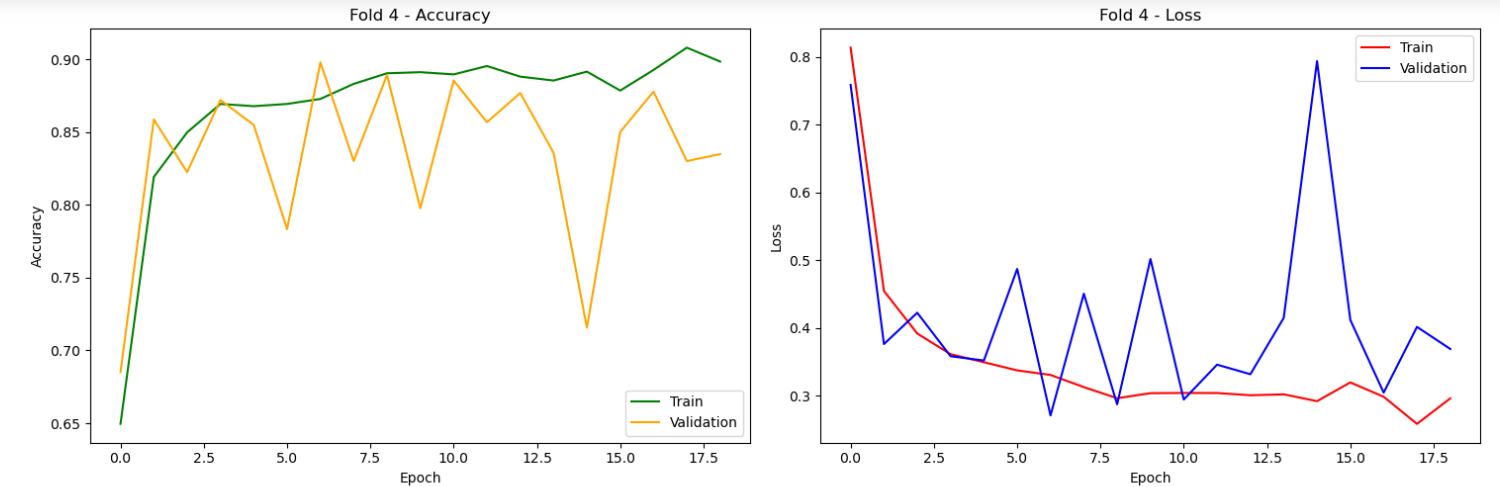 Fold 4 - Accuracy
Accuracy
0.90
0.85
0.80
0.75
0.70
0.65
0.0 2.5 5.0 7.5 10.0 12.5 15.0 17.5
Epoch
Train
Validation
Fold 4 - Loss
Loss
0.8
0.7
0.6
0.5
0.4
0.3
0.0 2.5 5.0 7.5 10.0 12.5 15.0 17.5
Epoch
Train
Validation